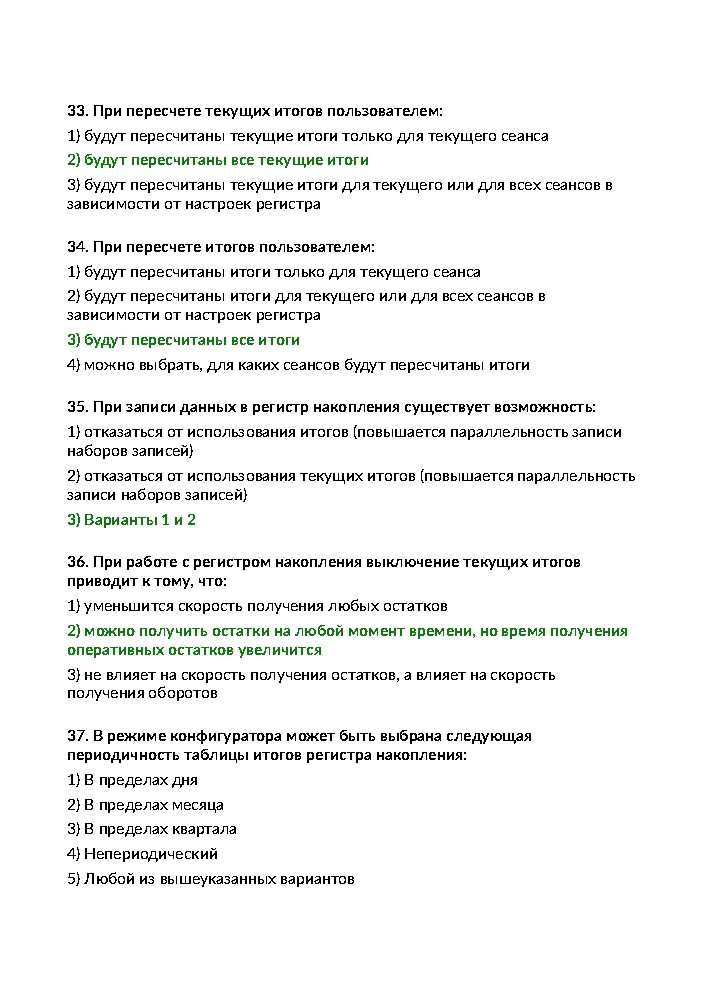 33. При пересчете текущих итогов пользователем:
1) будут пересчитаны текущие итоги только для текущего сеанса
2) будут пересчитаны все текущие итоги
3) будут пересчитаны текущие итоги для текущего или для всех сеансов в
зависимости от настроек регистра
34. При пересчете итогов пользователем:
1) будут пересчитаны итоги только для текущего сеанса
2) будут пересчитаны итоги для текущего или для всех сеансов в
зависимости от настроек регистра
3) будут пересчитаны все итоги
4) можно выбрать, для каких сеансов будут пересчитаны итоги
35. При записи данных в регистр накопления существует возможность:
1) отказаться от использования итогов (повышается параллельность записи
наборов записей)
2) отказаться от использования текущих итогов (повышается параллельность
записи наборов записей)
3) Варианты 1 и 2
36. При работе с регистром накопления выключение текущих итогов
приводит к тому, что:
1) уменьшится скорость получения любых остатков
2) можно получить остатки на любой момент времени, но время получения
оперативных остатков увеличится
3) не влияет на скорость получения остатков, а влияет на скорость
получения оборотов
37. В режиме конфигуратора может быть выбрана следующая
периодичность таблицы итогов регистра накопления:
1) В пределах дня
2) В пределах месяца
3) В пределах квартала
4) Непериодический
5) Любой из вышеуказанных вариантов